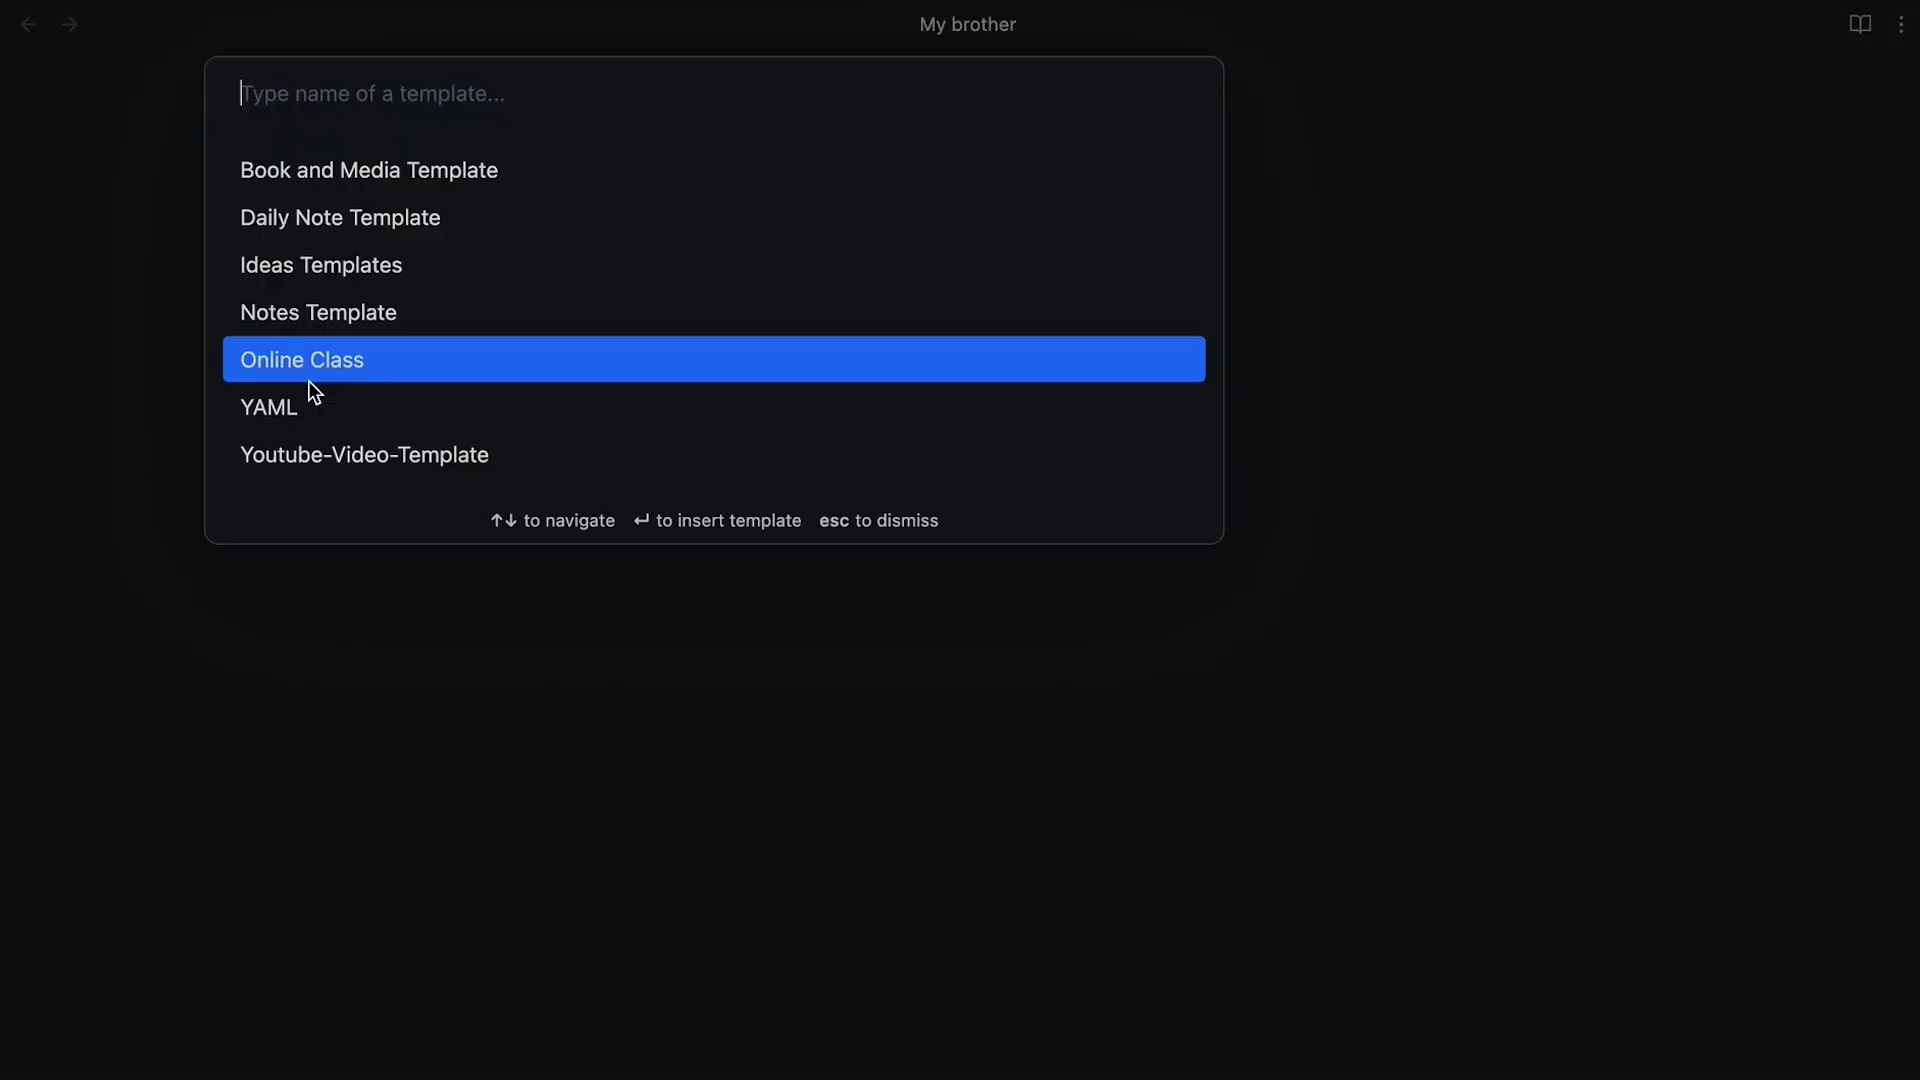 My brother
Type name of a template...
Book and Media Template
Daily Note Template
Ideas Templates
Notes Template
Online Class
YAML
Youtube-Video-Template
↑↓ to navigate ↵ to insert template esc to dismiss